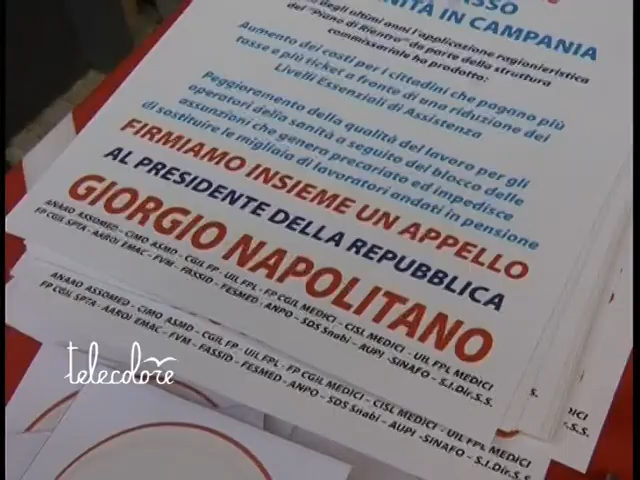 SSO
NITÀ IN CAMPANIA
degli ultimi anni l'applicazione ragionieristica
del "Piano di Rientro" da parte della struttura
commissariale ha prodotto:
Aumento dei costi per i cittadini che pagano più
tasse e più ticket a fronte di una riduzione dei
Livelli Essenziali di Assistenza
Peggioramento della qualità del lavoro per gli
operatori della sanità a seguito del blocco delle
assunzioni che genera precariato ed impedisce
di sostituire le migliaia di lavoratori andati in pensione
FIRMIAMO INSIEME UN APPELLO
AL PRESIDENTE DELLA REPUBBLICA
GIORGIO NAPOLITANO
ANAAO ASSOMED - CIMO ASMD - CGIL FP - UIL FPL - FP CGIL MEDICI - CISL MEDICI - UIL FPL MEDICI
FP CGIL SPTA - AAROI EMAC - FVM - FASSID - FESMED - ANPO - SDS Snabi - AUPI - SINAFO - S.I.Dir.S.S.
ANAAO ASSOMED - CIMO ASMD - CGIL FP - UIL FPL - FP CGIL MEDICI - CISL MEDICI - UIL FPL MEDICI
FP CGIL SPTA - AAROI EMAC - FVM - FASSID - FESMED - ANPO - SDS Snabi - AUPI - SINAFO - S.I.Dir.S.S.
telecolore